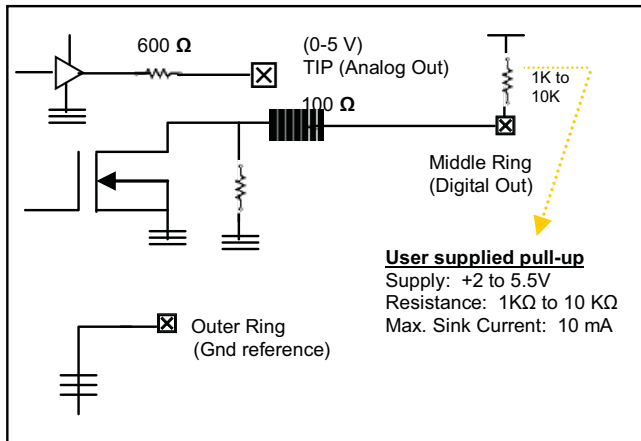 600 Ω
(0-5 V)
TIP (Analog Out)
1K to
10K
100 Ω
Middle Ring
(Digital Out)
User supplied pull-up
Supply: +2 to 5.5V
Resistance: 1KΩ to 10 KΩ
Max. Sink Current: 10 mA
Outer Ring
(Gnd reference)